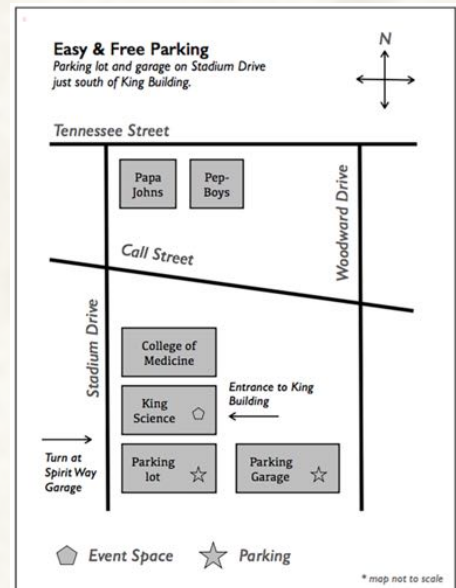 Easy & Free Parking
Parking lot and garage on Stadium Drive
just south of King Building.
N
Tennessee Street
Papa
Johns
Pep-
Boys
Woodward Drive
Call Street
Stadium Drive
College of
Medicine
King
Science
Entrance to King
Building
Turn at
Spirit Way
Garage
Parking
lot
Parking
Garage
Event Space
Parking
* map not to scale